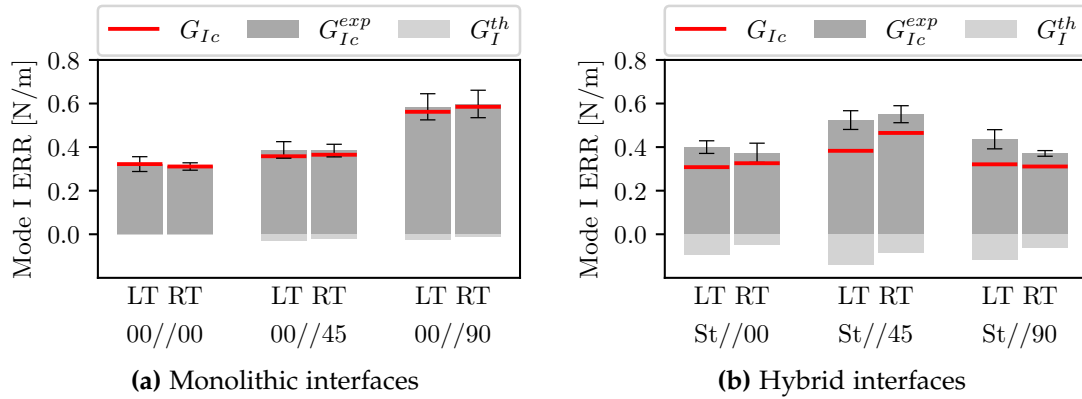 G_{Ic} G_{Ic}^{exp} G_{I}^{th}
Mode I ERR [N/m]
0.8
0.6
0.4
0.2
0.0
LT RT LT RT LT RT
00//00 00//45 00//90
(a) Monolithic interfaces
G_{Ic} G_{Ic}^{exp} G_{I}^{th}
Mode I ERR [N/m]
0.8
0.6
0.4
0.2
0.0
LT RT LT RT LT RT
St//00 St//45 St//90
(b) Hybrid interfaces